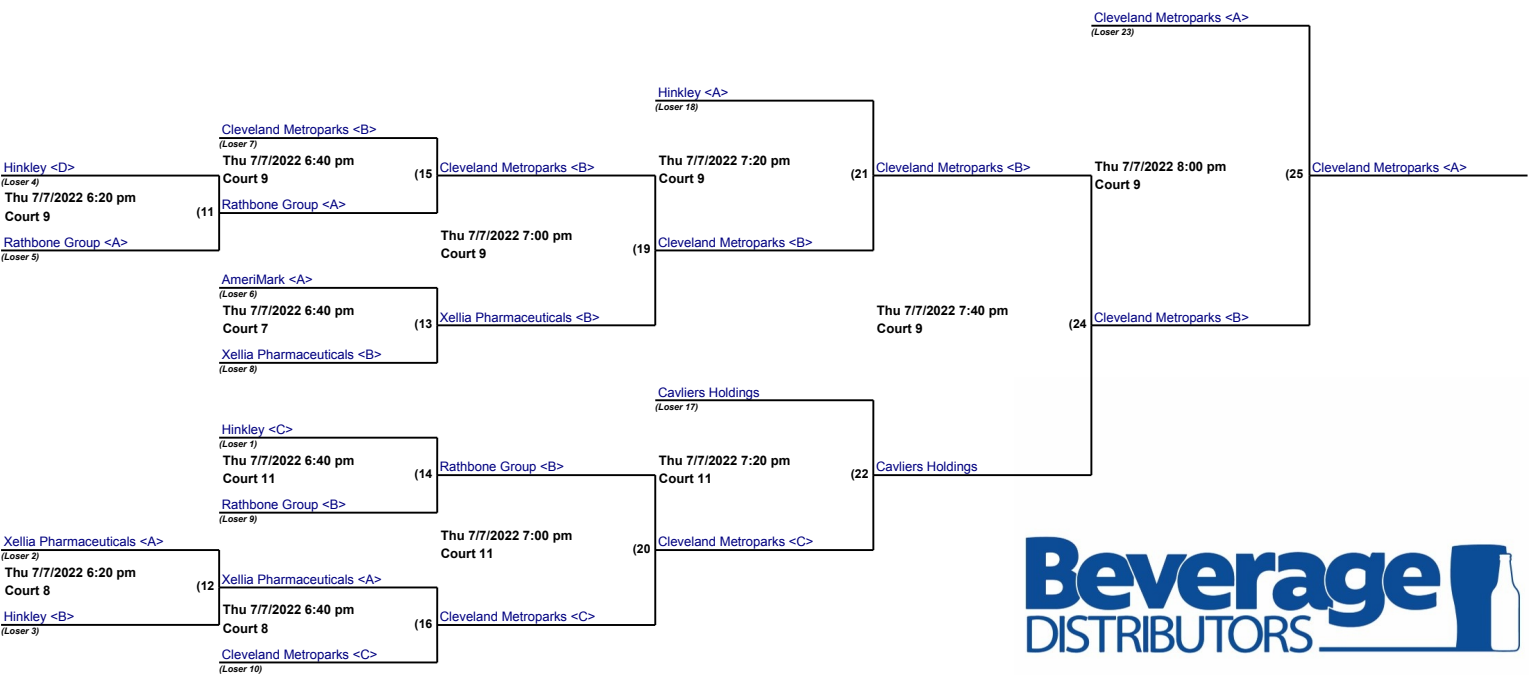 Cleveland Metroparks <A>
(Loser 23)
Hinkley <A>
(Loser 18)
Cleveland Metroparks <B>
(Loser 7)
Thu 7/7/2022 6:40 pm
Court 9
(15
Cleveland Metroparks <B>
Thu 7/7/2022 7:20 pm
Court 9
(21
Cleveland Metroparks <B>
Thu 7/7/2022 8:00 pm
Court 9
(25
Cleveland Metroparks <A>
Hinkley <D>
(Loser 4)
Thu 7/7/2022 6:20 pm
Court 9
(11
Rathbone Group <A>
Rathbone Group <A>
(Loser 5)
Thu 7/7/2022 7:00 pm
Court 9
(19
Cleveland Metroparks <B>
AmeriMark <A>
(Loser 6)
Thu 7/7/2022 6:40 pm
Court 7
(13
Xellia Pharmaceuticals <B>
Xellia Pharmaceuticals <B>
(Loser 8)
Thu 7/7/2022 7:40 pm
Court 9
(24
Cleveland Metroparks <B>
Cavliers Holdings
(Loser 17)
Hinkley <C>
(Loser 1)
Thu 7/7/2022 6:40 pm
Court 11
(14
Rathbone Group <B>
Rathbone Group <B>
(Loser 9)
Thu 7/7/2022 7:20 pm
Court 11
(22
Cavliers Holdings
Thu 7/7/2022 7:00 pm
Court 11
(20
Cleveland Metroparks <C>
Xellia Pharmaceuticals <A>
(Loser 2)
Thu 7/7/2022 6:20 pm
Court 8
(12
Xellia Pharmaceuticals <A>
Hinkley <B>
(Loser 3)
Thu 7/7/2022 6:40 pm
Court 8
(16
Cleveland Metroparks <C>
Cleveland Metroparks <C>
(Loser 10)
Beverage
DISTRIBUTORS